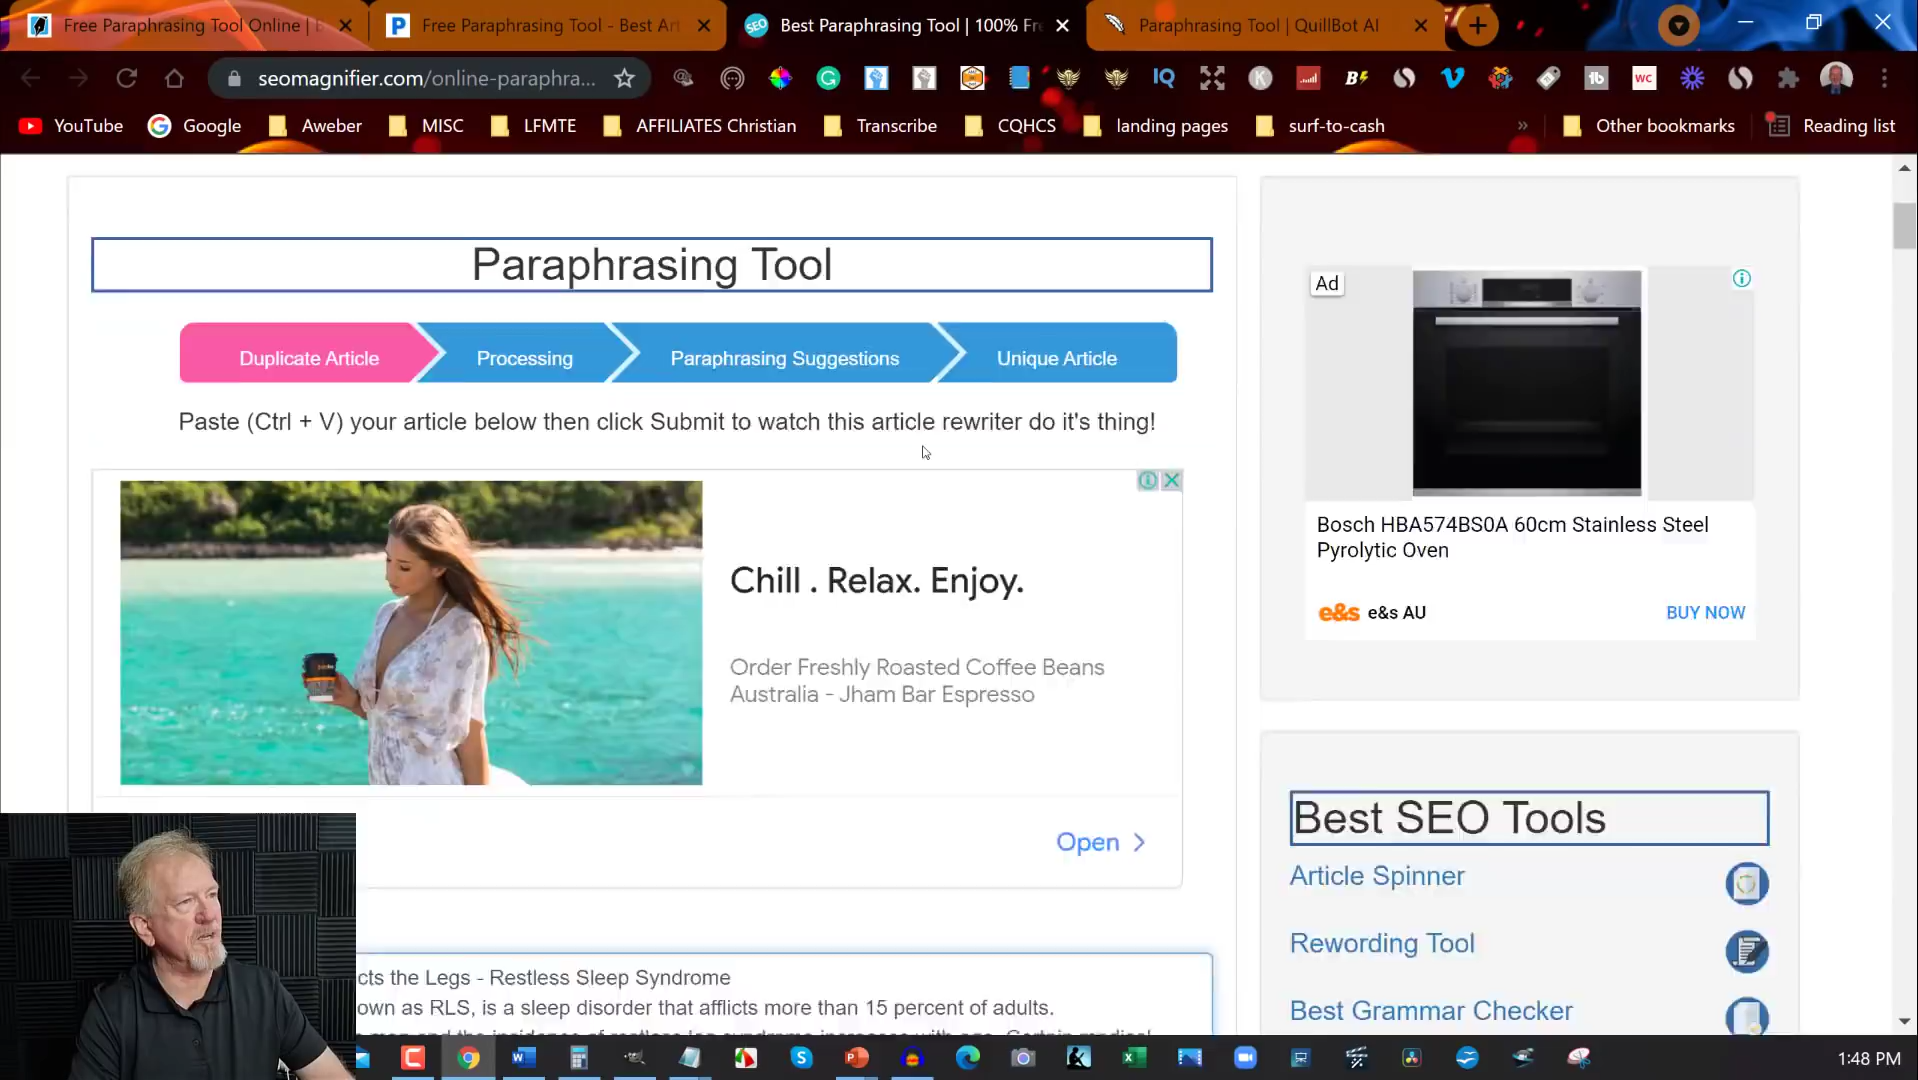 Free Paraphrasing Tool Online | E
Free Paraphrasing Tool - Best Art
Best Paraphrasing Tool | 100% Fre
Paraphrasing Tool | QuillBot AI
seomagnifier.com/online-paraphra...
YouTube
Google
Aweber
MISC
LFMTE
AFFILIATES Christian
Transcribe
CQHCS
landing pages
surf-to-cash
»
Other bookmarks
Reading list
Paraphrasing Tool
Duplicate Article
Processing
Paraphrasing Suggestions
Unique Article
Paste (Ctrl + V) your article below then click Submit to watch this article rewriter do it's thing!
Chill . Relax. Enjoy.
Order Freshly Roasted Coffee Beans
Australia - Jham Bar Espresso
Open
Ad
Bosch HBA574BS0A 60cm Stainless Steel
Pyrolytic Oven
e&s e&s AU
BUY NOW
Best SEO Tools
Article Spinner
Rewording Tool
Best Grammar Checker
cts the Legs - Restless Sleep Syndrome
own as RLS, is a sleep disorder that afflicts more than 15 percent of adults.
1:48 PM